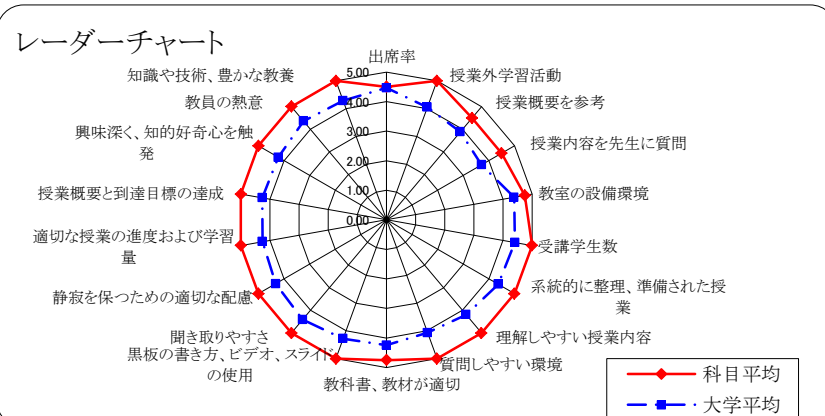 レーダーチャート
出席率
授業外学習活動
授業概要を参考
授業内容を先生に質問
教室の設備環境
受講学生数
系統的に整理、準備された授
業
理解しやすい授業内容
質問しやすい環境
教科書、教材が適切
黒板の書き方、ビデオ、スライド
の使用
聞き取りやすさ
静寂を保つための適切な配慮
適切な授業の進度および学習
量
授業概要と到達目標の達成
興味深く、知的好奇心を触
発
教員の熱意
知識や技術、豊かな教養
5.00
4.00
3.00
2.00
1.00
0.00
科目平均
大学平均